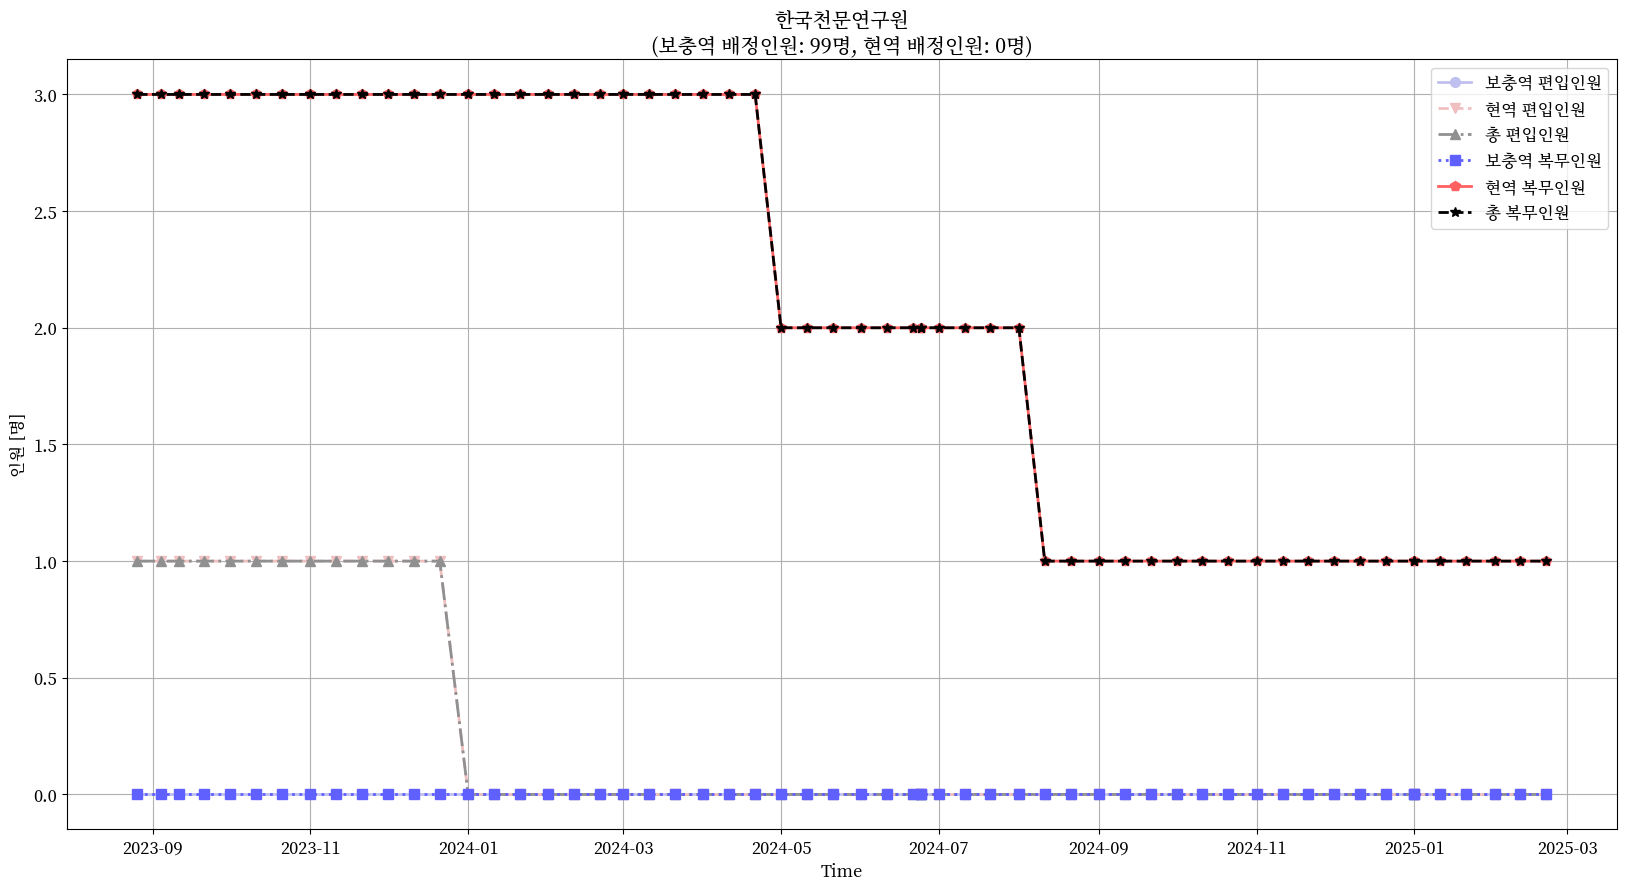 한국천문연구원
(보충역 배정인원: 99명, 현역 배정인원: 0명)
보충역 편입인원
현역 편입인원
총 편입인원
보충역 복무인원
현역 복무인원
총 복무인원
3.0
2.5
2.0
1.5
1.0
0.5
0.0
인원 [명]
2023-09 2023-11 2024-01 2024-03 2024-05 2024-07 2024-09 2024-11 2025-01 2025-03
Time